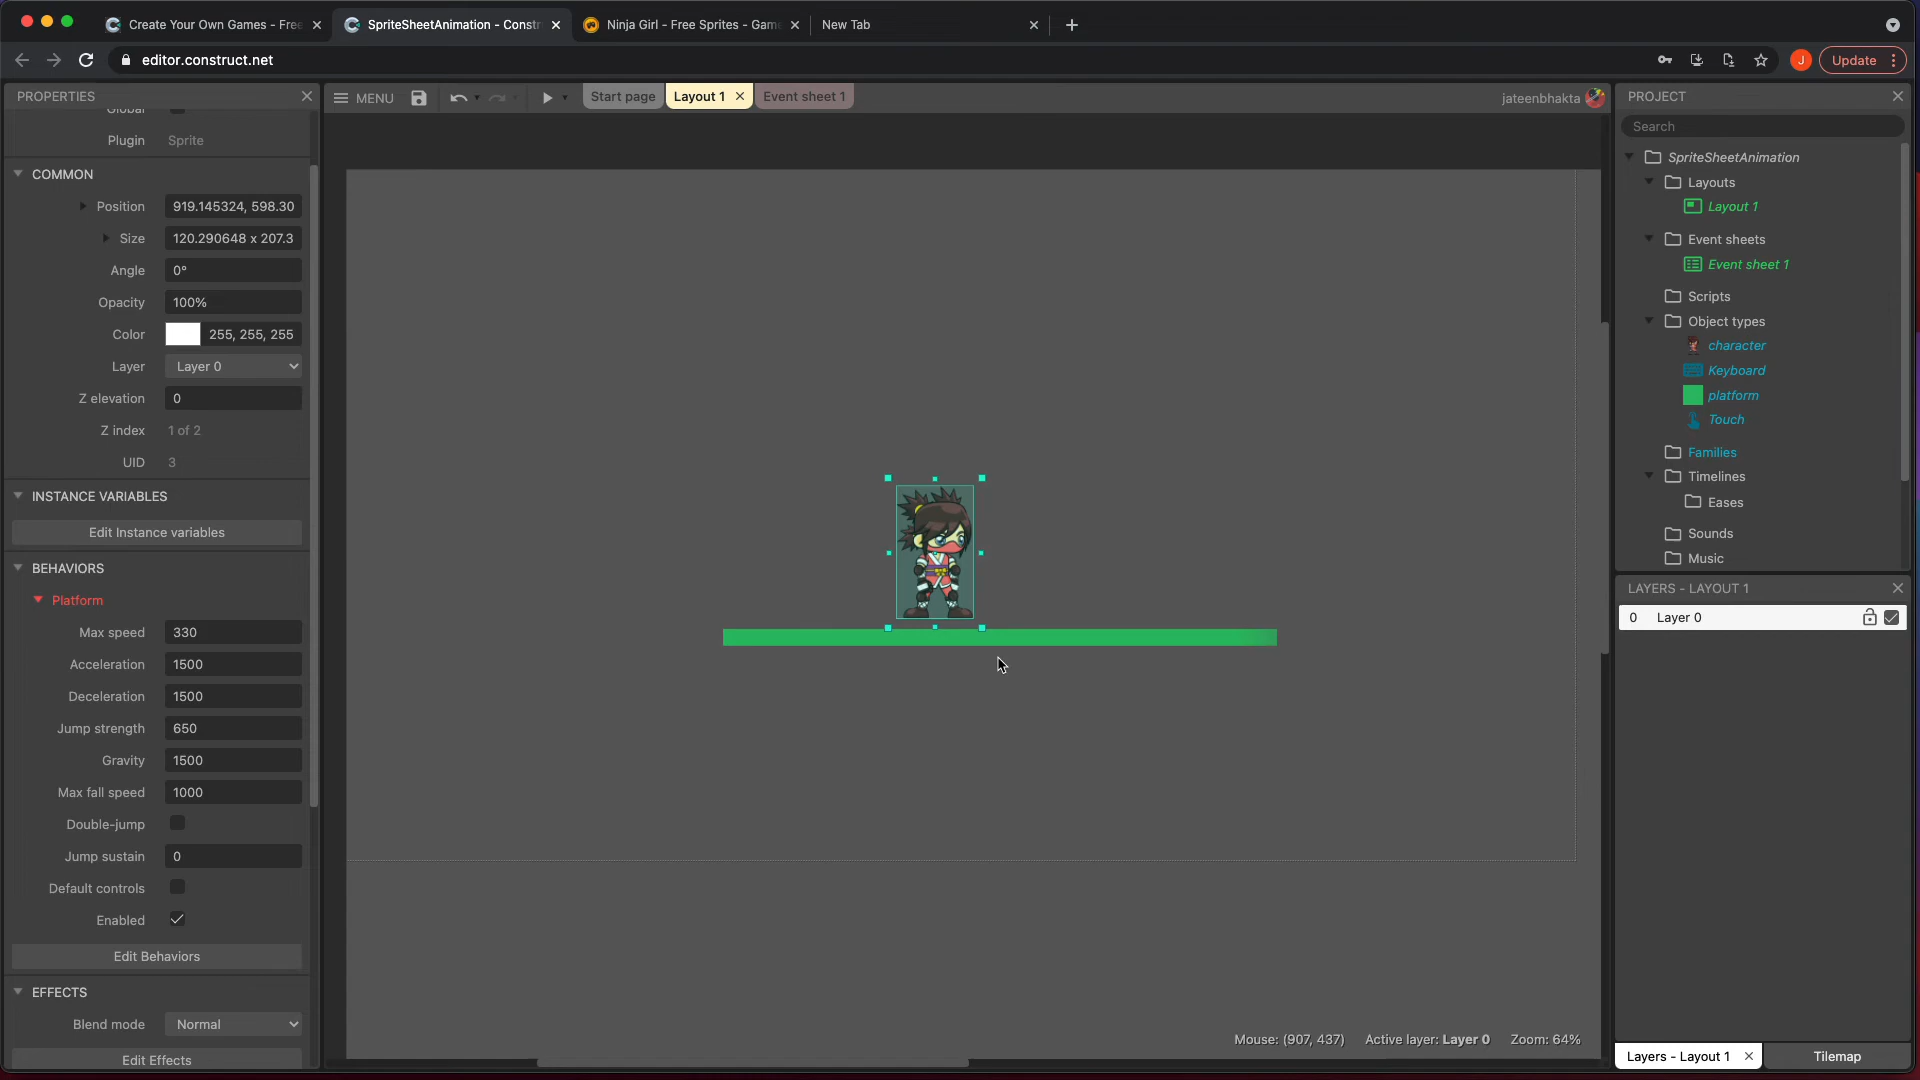 Create Your Own Games - Free
SpriteSheetAnimation - Constr
Ninja Girl - Free Sprites - Game
New Tab
editor.construct.net
J
Update
PROPERTIES
MENU
Start page
Layout 1
Event sheet 1
jateenbhakta
PROJECT
Global
Plugin
Sprite
COMMON
Position
919.145324, 598.30
Size
120.290648 x 207.3
Angle
0°
Opacity
100%
Color
255, 255, 255
Layer
Layer 0
Z elevation
0
Z index
1 of 2
UID
3
INSTANCE VARIABLES
Edit Instance variables
BEHAVIORS
Platform
Max speed
330
Acceleration
1500
Deceleration
1500
Jump strength
650
Gravity
1500
Max fall speed
1000
Double-jump
Jump sustain
0
Default controls
Enabled
Edit Behaviors
EFFECTS
Blend mode
Normal
Edit Effects
Mouse: (907, 437)
Active layer: Layer 0
Zoom: 64%
Search
SpriteSheetAnimation
Layouts
Layout 1
Event sheets
Event sheet 1
Scripts
Object types
character
Keyboard
platform
Touch
Families
Timelines
Eases
Sounds
Music
LAYERS - LAYOUT 1
0
Layer 0
Layers - Layout 1
Tilemap